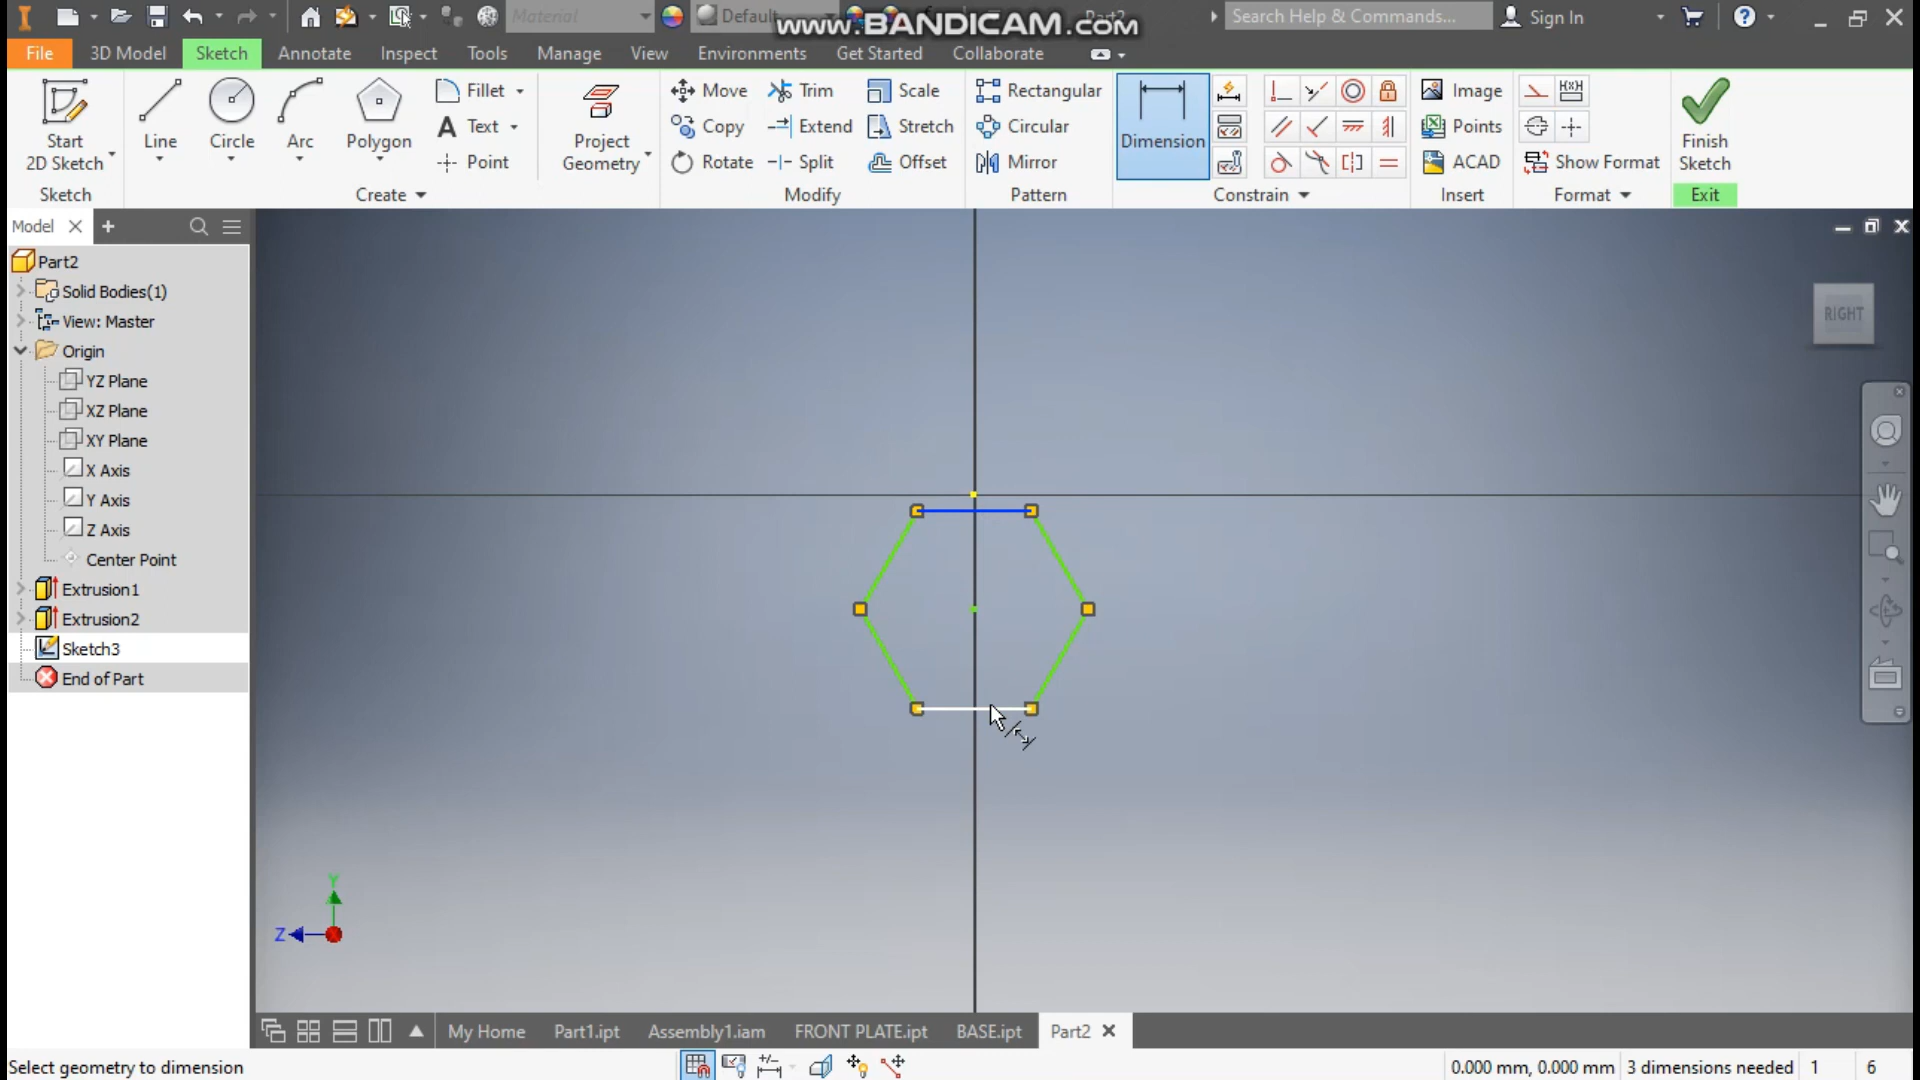 Material
Default
www.BANDICAM.com
Search Help & Commands...
Sign In
File
3D Model
Sketch
Annotate
Inspect
Tools
Manage
View
Environments
Get Started
Collaborate
Start
2D Sketch
Line
Circle
Arc
Polygon
Fillet
Text
Point
Project
Geometry
Move
Copy
Rotate
Trim
Extend
Split
Scale
Stretch
Offset
Rectangular
Circular
Mirror
Dimension
Image
Points
ACAD
Show Format
Finish
Sketch
Sketch
Create
Modify
Pattern
Constrain
Insert
Format
Exit
Model
Part2
Solid Bodies(1)
View: Master
Origin
YZ Plane
XZ Plane
XY Plane
X Axis
Y Axis
Z Axis
Center Point
Extrusion1
Extrusion2
Sketch3
End of Part
RIGHT
Y
Z
My Home
Part1.ipt
Assembly1.iam
FRONT PLATE.ipt
BASE.ipt
Part2
Select geometry to dimension
0.000 mm, 0.000 mm
3 dimensions needed
1
6